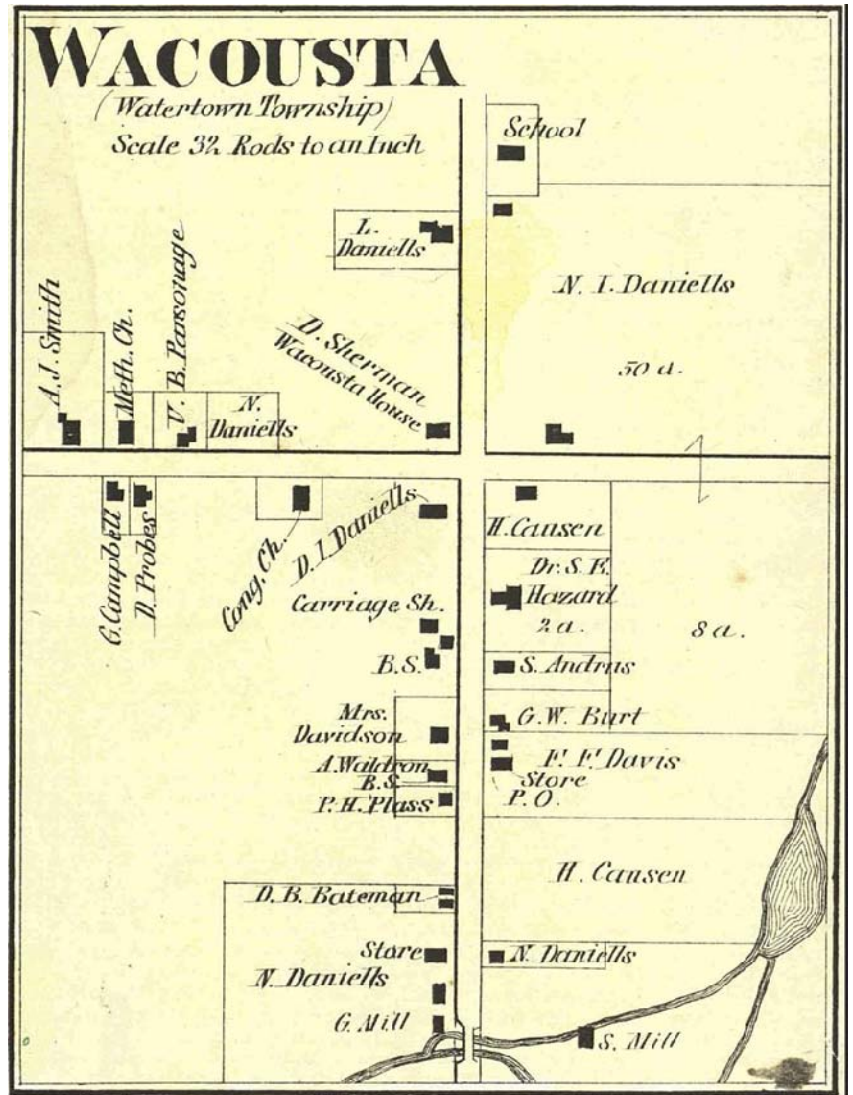 WACOUSTA
(Watertown Township)
Scale 32 Rods to an Inch
School
L.
Daniells
N. I. Daniells
50 a.
A. J. Smith
Meth. Ch.
V. B. Parsonage
N.
Daniells
D. Sherman
Wacousta House
G. Campbell
D. Probes
Cong. Ch.
D. I. Daniells
H. Causen
Dr. S. E.
Hazard
2 a.
8 a.
Carriage Sh.
B.S.
S. Andrus
Mrs.
Davidson
G. W. Burt
A. Waldron
B.S.
F. F. Davis
Store
P.O.
P. H. Plass
H. Causen
D. B. Bateman
Store
N. Daniells
N. Daniells
G. Mill
S. Mill